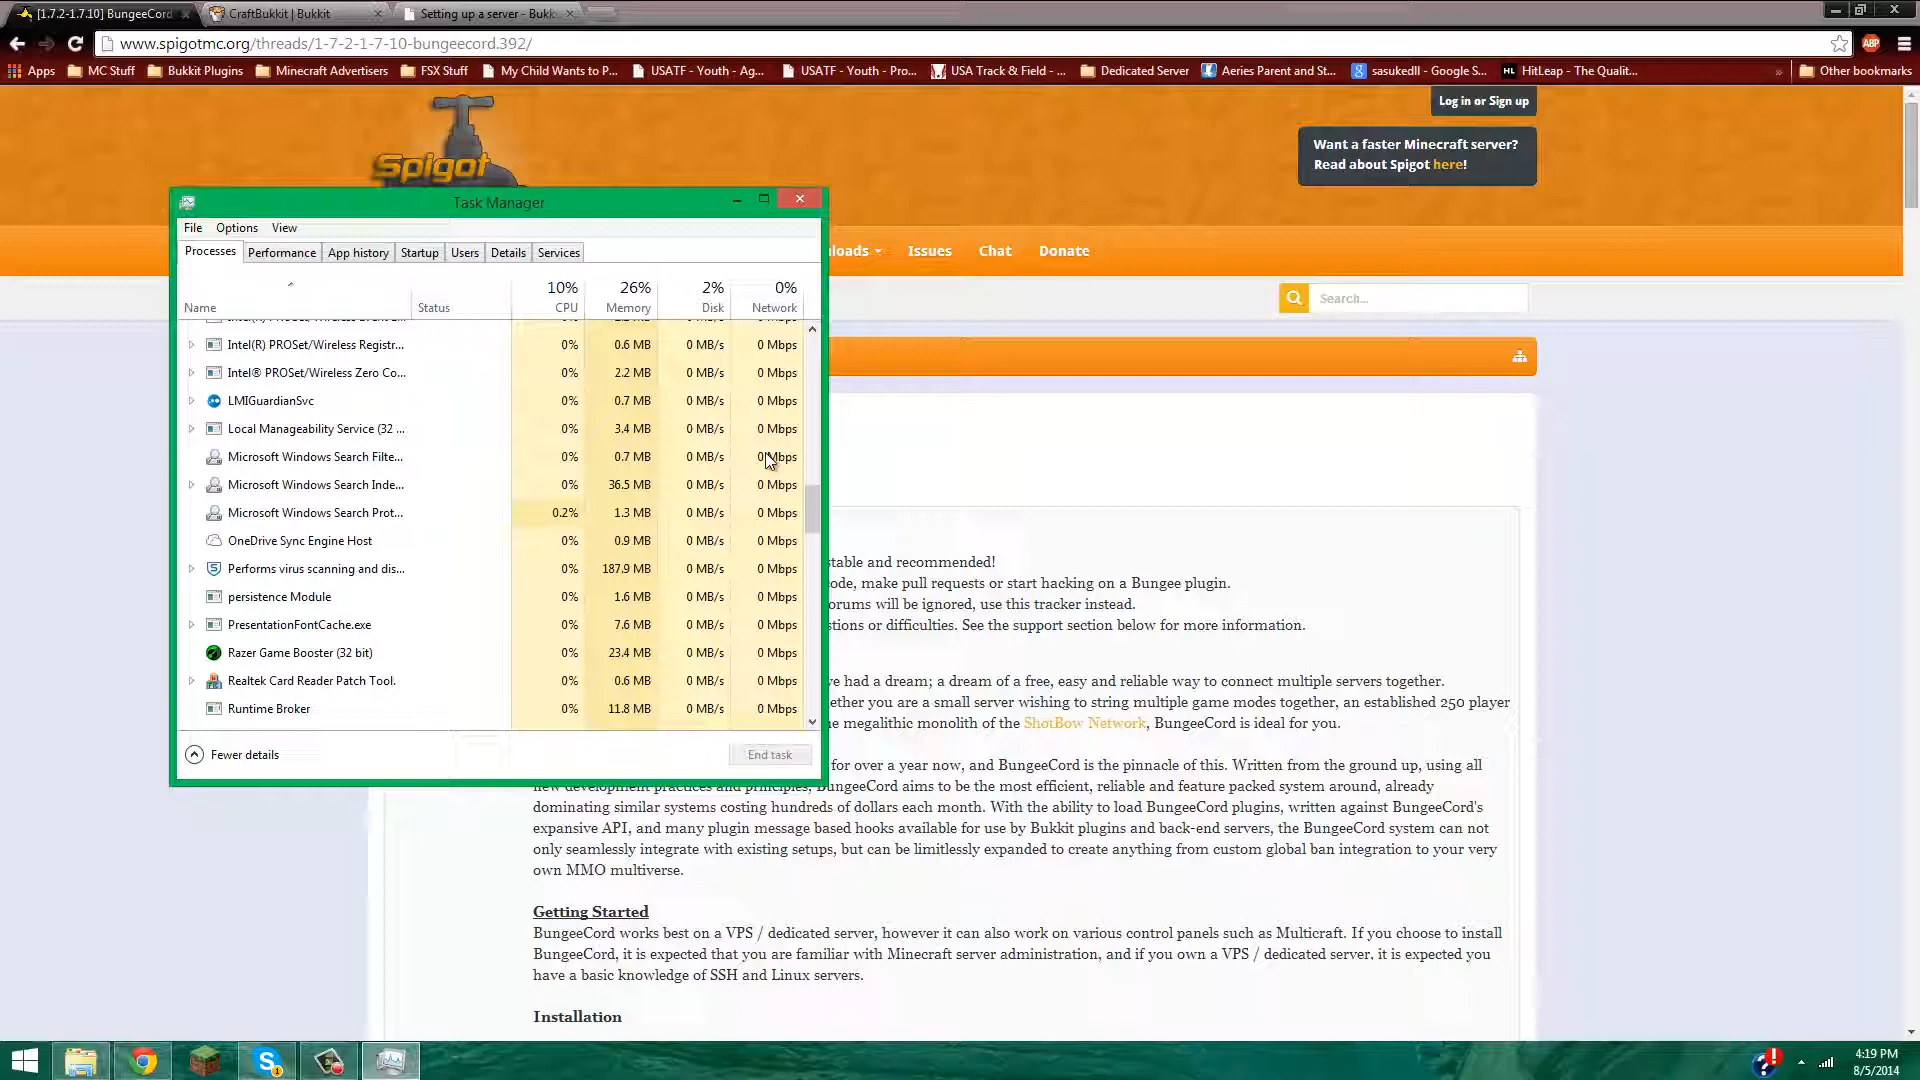 [1.7.2-1.7.10] BungeeCord
CraftBukkit | Bukkit
Setting up a server - Bukk
www.spigotmc.org/threads/1-7-2-1-7-10-bungeecord.392/
ABP
Apps
MC Stuff
Bukkit Plugins
Minecraft Advertisers
FSX Stuff
My Child Wants to P...
USATF - Youth - Ag...
USATF - Youth - Pro...
USA Track & Field - ...
Dedicated Server
Aeries Parent and St...
sasukedll - Google S...
HL
HitLeap - The Qualit...
»
Other bookmarks
Log in or Sign up
Want a faster Minecraft server?
Read about Spigot here!
Spigot
Task Manager
File
Options
View
Processes
Performance
App history
Startup
Users
Details
Services
loads
Issues
Chat
Donate
10%
26%
2%
0%
Name
Status
CPU
Memory
Disk
Network
Search...
Intel(R) PROSet/Wireless Registr... 0% 0.6 MB 0 MB/s 0 Mbps
Intel® PROSet/Wireless Zero Co... 0% 2.2 MB 0 MB/s 0 Mbps
LMIGuardianSvc 0% 0.7 MB 0 MB/s 0 Mbps
Local Manageability Service (32 ... 0% 3.4 MB 0 MB/s 0 Mbps
Microsoft Windows Search Filte... 0% 0.7 MB 0 MB/s 0 Mbps
Microsoft Windows Search Inde... 0% 36.5 MB 0 MB/s 0 Mbps
Microsoft Windows Search Prot... 0.2% 1.3 MB 0 MB/s 0 Mbps
OneDrive Sync Engine Host 0% 0.9 MB 0 MB/s 0 Mbps
Performs virus scanning and dis... 0% 187.9 MB 0 MB/s 0 Mbps
persistence Module 0% 1.6 MB 0 MB/s 0 Mbps
PresentationFontCache.exe 0% 7.6 MB 0 MB/s 0 Mbps
Razer Game Booster (32 bit) 0% 23.4 MB 0 MB/s 0 Mbps
Realtek Card Reader Patch Tool. 0% 0.6 MB 0 MB/s 0 Mbps
Runtime Broker 0% 11.8 MB 0 MB/s 0 Mbps
Fewer details
End task
stable and recommended!
ode, make pull requests or start hacking on a Bungee plugin.
orums will be ignored, use this tracker instead.
stions or difficulties. See the support section below for more information.
ve had a dream; a dream of a free, easy and reliable way to connect multiple servers together.
ether you are a small server wishing to string multiple game modes together, an established 250 player
he megalithic monolith of the ShotBow Network, BungeeCord is ideal for you.
for over a year now, and BungeeCord is the pinnacle of this. Written from the ground up, using all
new development practices and principles, BungeeCord aims to be the most efficient, reliable and feature packed system around, already
dominating similar systems costing hundreds of dollars each month. With the ability to load BungeeCord plugins, written against BungeeCord's
expansive API, and many plugin message based hooks available for use by Bukkit plugins and back-end servers, the BungeeCord system can not
only seamlessly integrate with existing setups, but can be limitlessly expanded to create anything from custom global ban integration to your very
own MMO multiverse.
Getting Started
BungeeCord works best on a VPS / dedicated server, however it can also work on various control panels such as Multicraft. If you choose to install
BungeeCord, it is expected that you are familiar with Minecraft server administration, and if you own a VPS / dedicated server, it is expected you
have a basic knowledge of SSH and Linux servers.
Installation
4:19 PM
8/5/2014